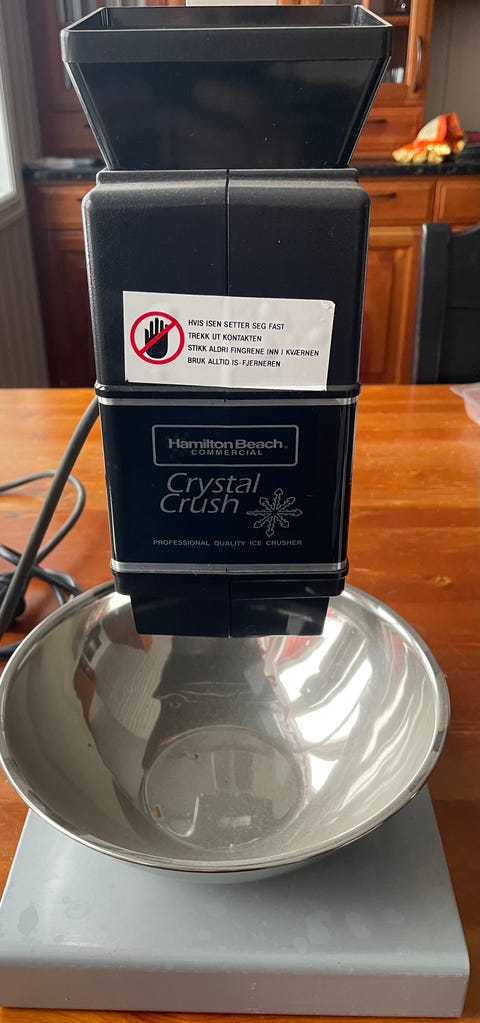 HVIS ISEN SETTER SEG FAST
TREKK UT KONTAKTEN
STIKK ALDRI FINGRENE INN I KVÆRNEN
BRUK ALLTID IS-FJERNEREN
Hamilton Beach
COMMERCIAL
Crystal
Crush
PROFESSIONAL QUALITY ICE CRUSHER